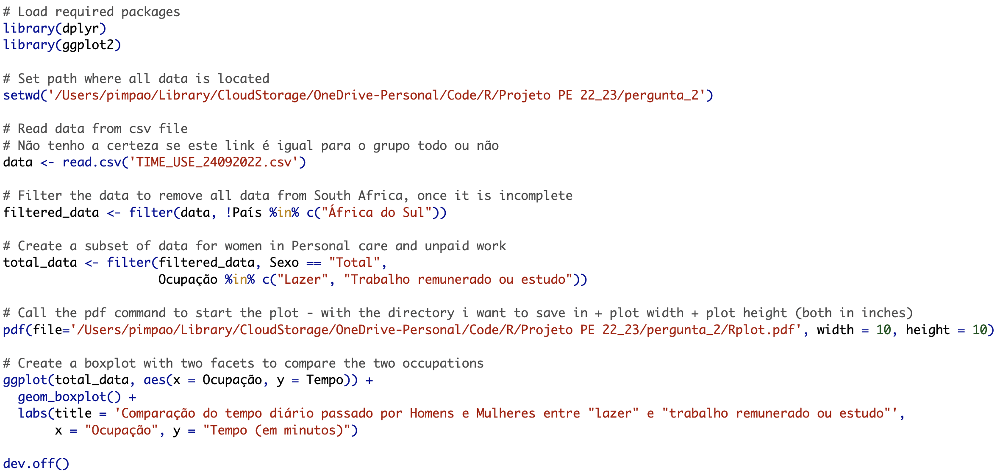 # Load required packages
library(dplyr)
library(ggplot2)
# Set path where all data is located
setwd('/Users/pimpao/Library/CloudStorage/OneDrive-Personal/Code/R/Projeto PE 22_23/pergunta_2')
# Read data from csv file
# Não tenho a certeza se este link é igual para o grupo todo ou não
data <- read.csv('TIME_USE_24092022.csv')
# Filter the data to remove all data from South Africa, once it is incomplete
filtered_data <- filter(data, !País %in% c("África do Sul"))
# Create a subset of data for women in Personal care and unpaid work
total_data <- filter(filtered_data, Sexo == "Total",
                     Ocupação %in% c("Lazer", "Trabalho remunerado ou estudo"))
# Call the pdf command to start the plot - with the directory i want to save in + plot width + plot height (both in inches)
pdf(file='/Users/pimpao/Library/CloudStorage/OneDrive-Personal/Code/R/Projeto PE 22_23/pergunta_2/Rplot.pdf', width = 10, height = 10)
# Create a boxplot with two facets to compare the two occupations
ggplot(total_data, aes(x = Ocupação, y = Tempo)) +
  geom_boxplot() +
  labs(title = 'Comparação do tempo diário passado por Homens e Mulheres entre "lazer" e "trabalho remunerado ou estudo"',
       x = "Ocupação", y = "Tempo (em minutos)")
dev.off()